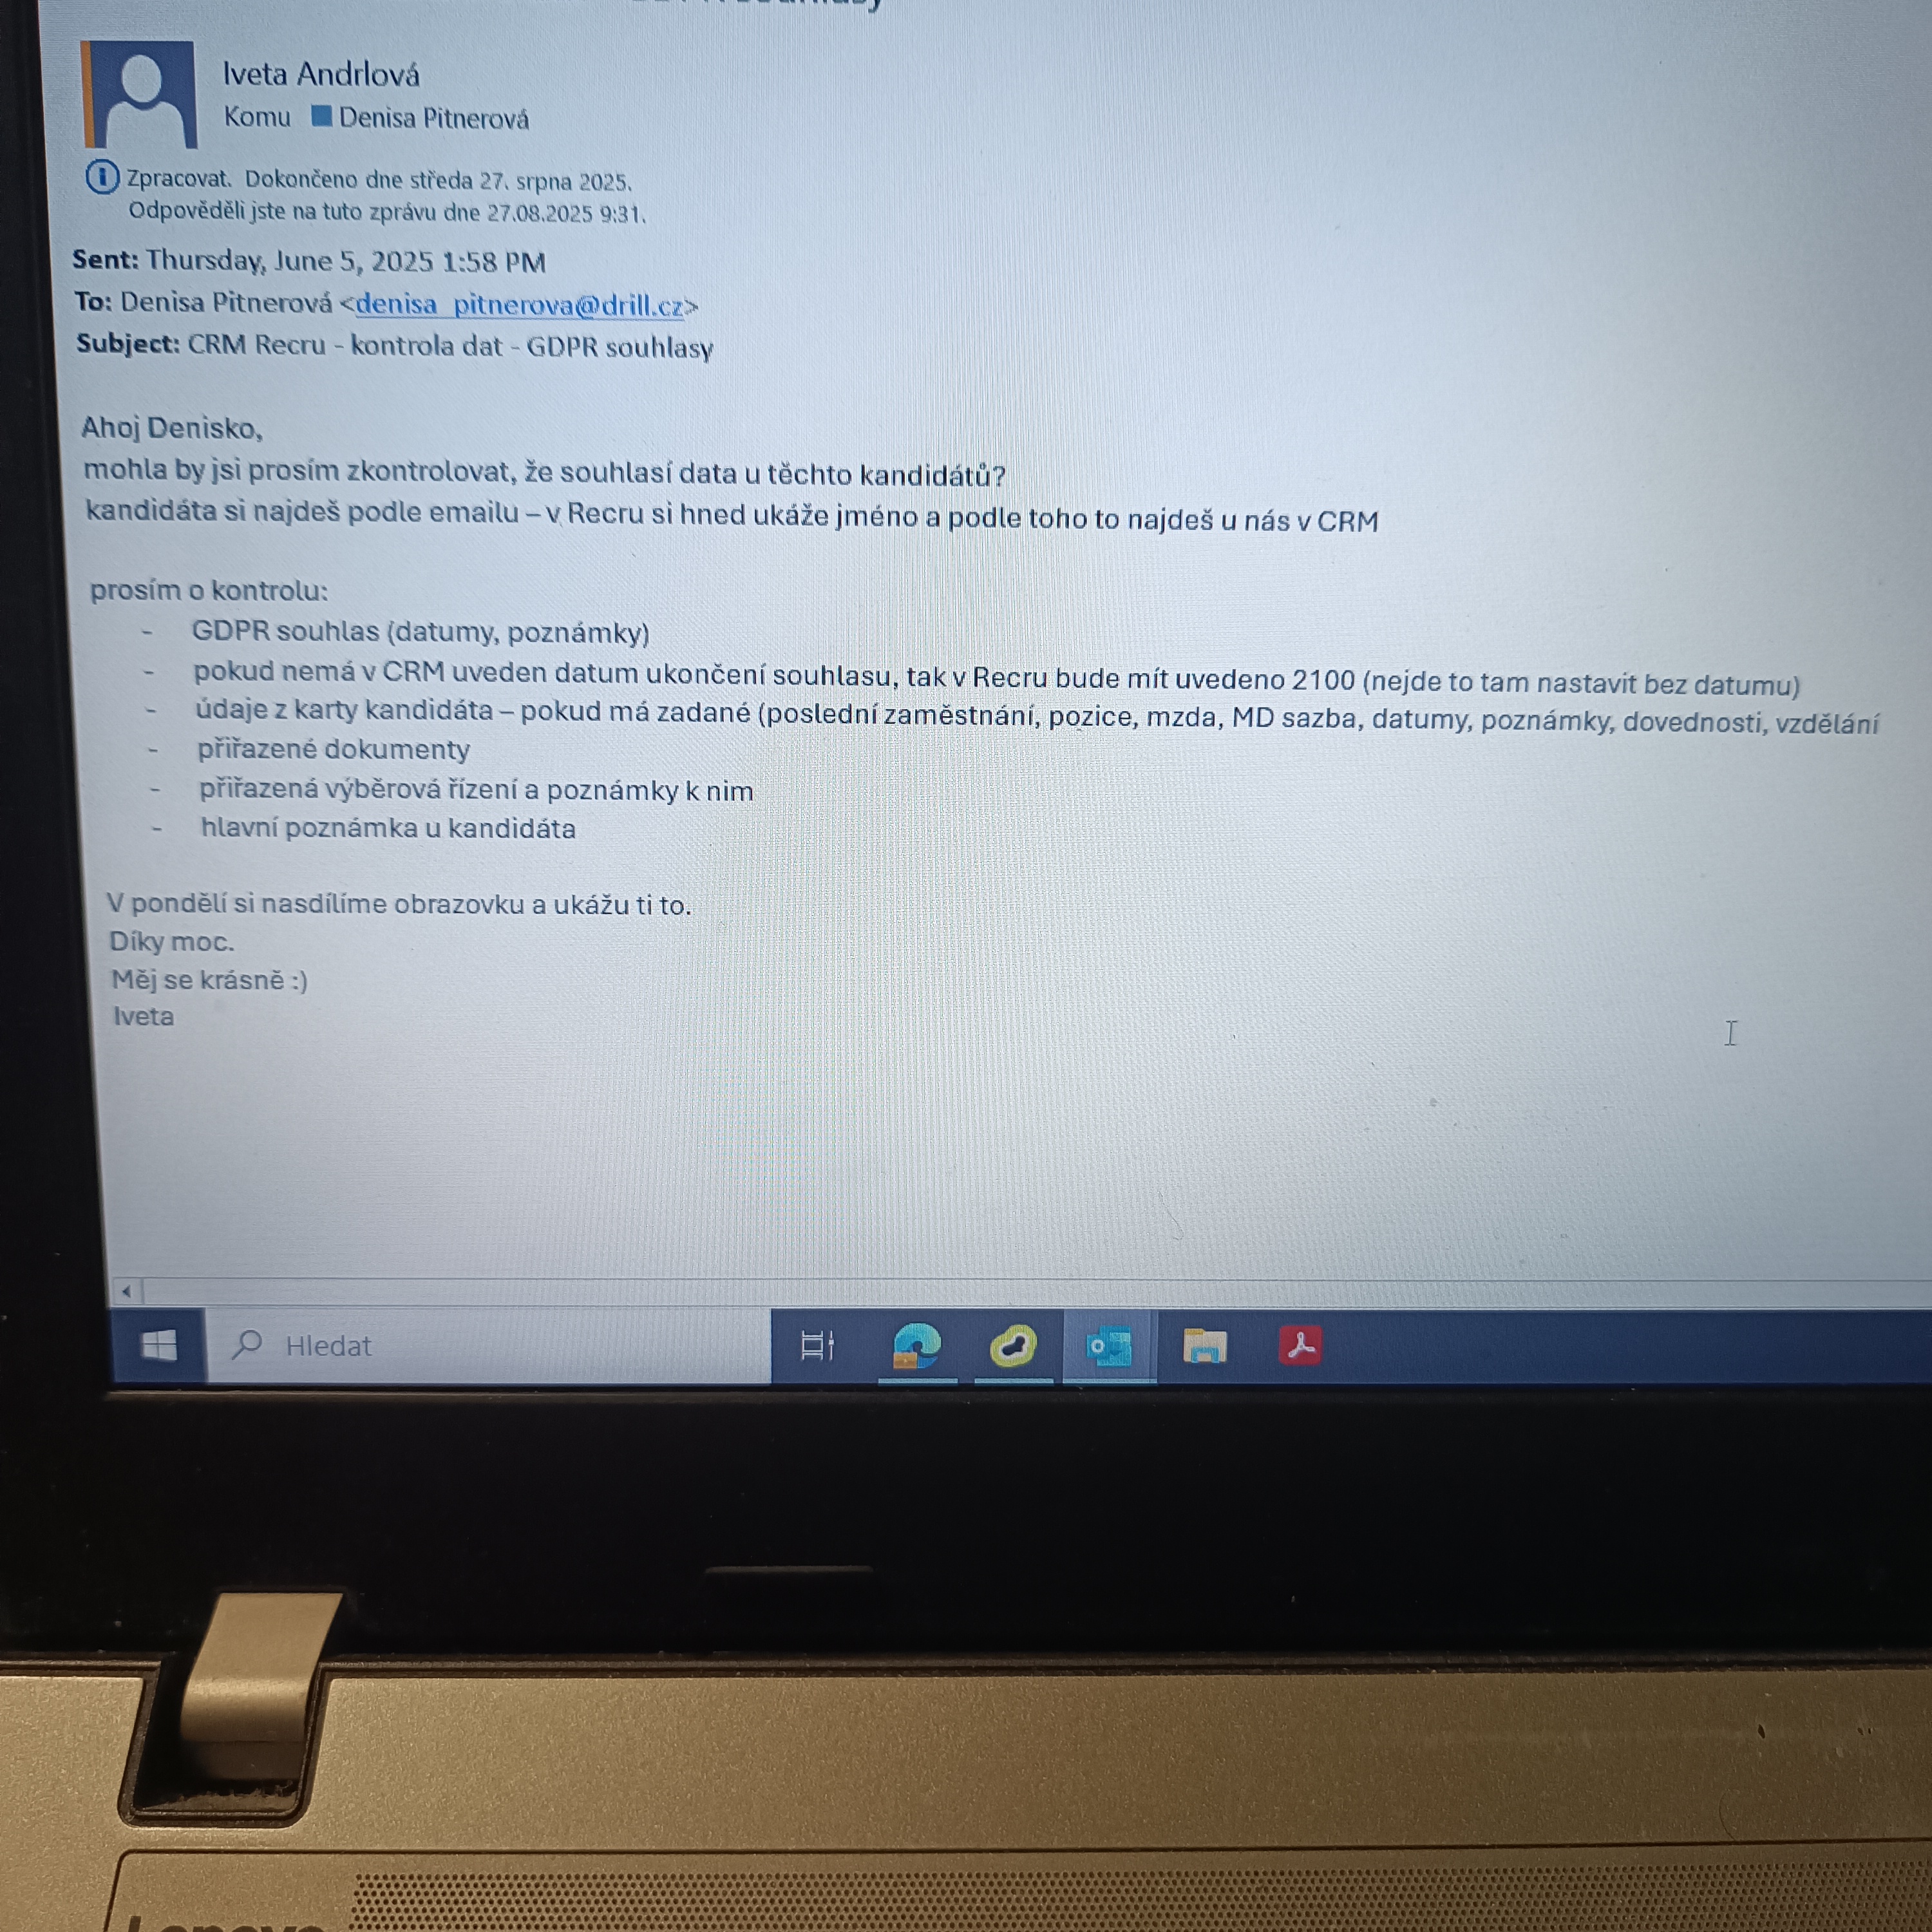 Iveta Andrlová
Komu Denisa Pitnerová
Zpracovat. Dokončeno dne středa 27. srpna 2025.
Odpověděli jste na tuto zprávu dne 27.08.2025 9:31.
Sent: Thursday, June 5, 2025 1:58 PM
To: Denisa Pitnerová <denisa_pitnerova@drill.cz>
Subject: CRM Recru - kontrola dat - GDPR souhlasy
Ahoj Denisko,
mohla by jsi prosím zkontrolovat, že souhlasí data u těchto kandidátů?
kandidáta si najdeš podle emailu – v Recru si hned ukáže jméno a podle toho to najdeš u nás v CRM
prosím o kontrolu:
- GDPR souhlas (datumy, poznámky)
- pokud nemá v CRM uveden datum ukončení souhlasu, tak v Recru bude mít uvedeno 2100 (nejde to tam nastavit bez datumu)
- údaje z karty kandidáta – pokud má zadané (poslední zaměstnání, pozice, mzda, MD sazba, datumy, poznámky, dovednosti, vzdělání
- přiřazené dokumenty
- přiřazená výběrová řízení a poznámky k nim
- hlavní poznámka u kandidáta
V pondělí si nasdílíme obrazovku a ukážu ti to.
Díky moc.
Měj se krásně :)
Iveta
Hledat
Lenovo